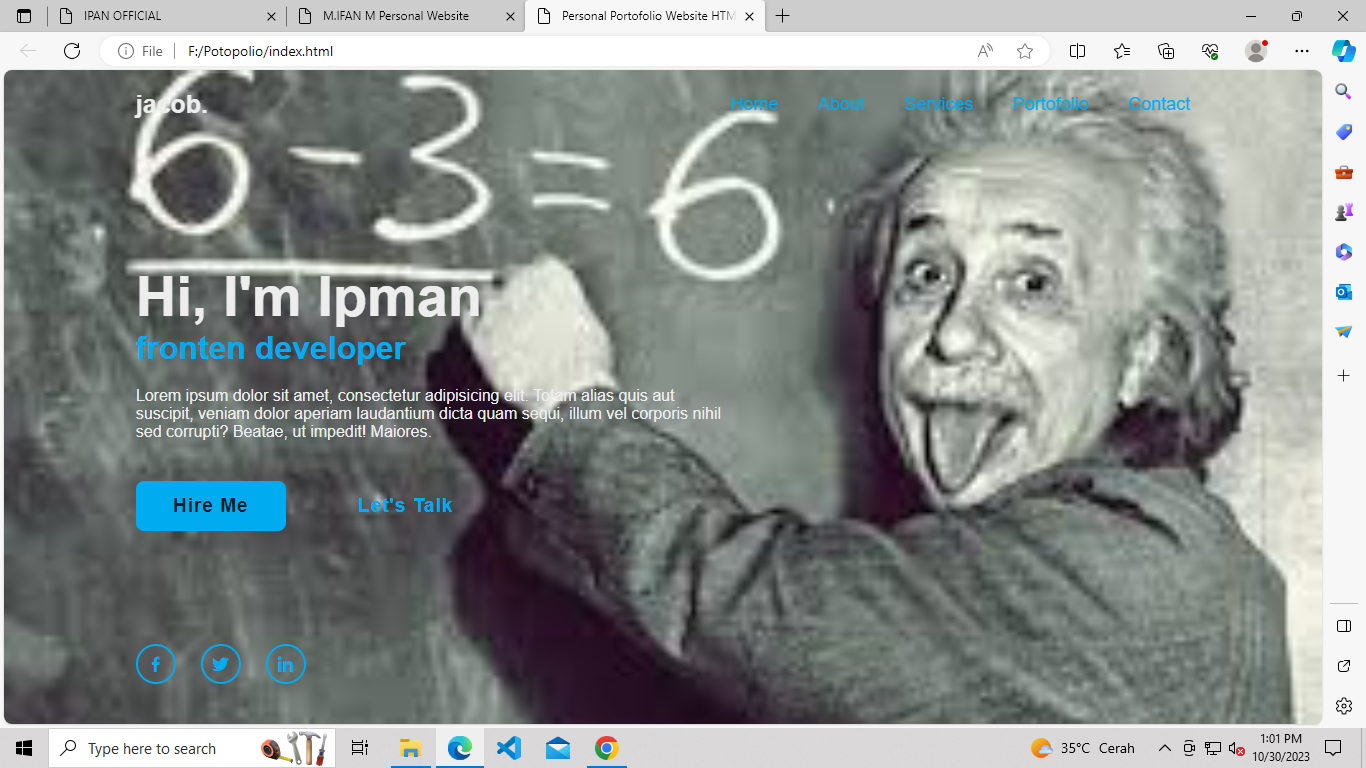 IPAN OFFICIAL
M.IFAN M Personal Website
Personal Portofolio Website HTM
File
F:/Potopolio/index.html
jacob.
Home About Services Portofolio Contact
6 - 3 = 6
Hi, I'm Ipman
fronten developer
Lorem ipsum dolor sit amet, consectetur adipisicing elit. Totam alias quis aut
suscipit, veniam dolor aperiam laudantium dicta quam sequi, illum vel corporis nihil
sed corrupti? Beatae, ut impedit! Maiores.
Hire Me Let's Talk
Type here to search
35°C Cerah
1:01 PM
10/30/2023